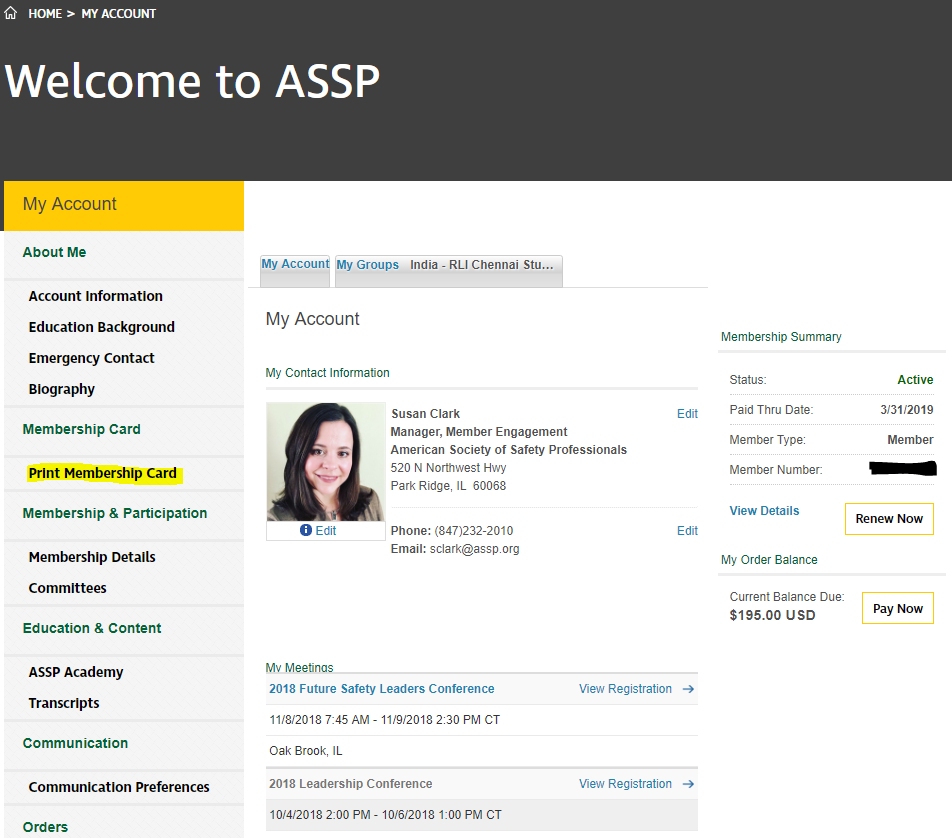 HOME > MY ACCOUNT
Welcome to ASSP
My Account
About Me
Account Information
Education Background
Emergency Contact
Biography
Membership Card
Print Membership Card
Membership & Participation
Membership Details
Committees
Education & Content
ASSP Academy
Transcripts
Communication
Communication Preferences
Orders
My Account
My Groups
India - RLI Chennai Stu...
My Account
My Contact Information
Susan Clark
Edit
Manager, Member Engagement
American Society of Safety Professionals
520 N Northwest Hwy
Park Ridge, IL 60068
Edit
Phone: (847)232-2010
Edit
Email: sclark@assp.org
My Meetings
2018 Future Safety Leaders Conference
View Registration →
11/8/2018 7:45 AM - 11/9/2018 2:30 PM CT
Oak Brook, IL
2018 Leadership Conference
View Registration →
10/4/2018 2:00 PM - 10/6/2018 1:00 PM CT
Membership Summary
Status: Active
Paid Thru Date: 3/31/2019
Member Type: Member
Member Number:
View Details
Renew Now
My Order Balance
Current Balance Due:
$195.00 USD
Pay Now